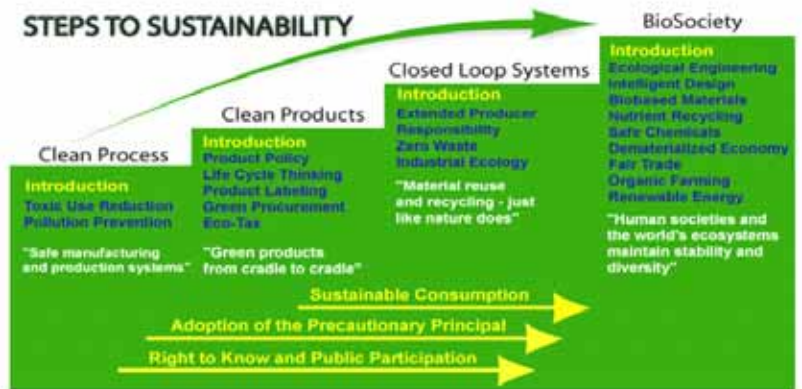 STEPS TO SUSTAINABILITY
Clean Process
Introduction
Toxic Use Reduction
Pollution Prevention
"Safe manufacturing
and production systems"
Clean Products
Introduction
Product Policy
Life Cycle Thinking
Product Labeling
Green Procurement
Eco-Tax
"Green products
from cradle to cradle"
Closed Loop Systems
Introduction
Extended Producer
Responsibility
Zero Waste
Industrial Ecology
"Material reuse
and recycling - just
like nature does"
BioSociety
Introduction
Ecological Engineering
Intelligent Design
Biobased Materials
Nutrient Recycling
Safe Chemicals
Dematerialized Economy
Fair Trade
Organic Farming
Renewable Energy
"Human societies and
the world's ecosystems
maintain stability and
diversity"
Sustainable Consumption
Adoption of the Precautionary Principal
Right to Know and Public Participation